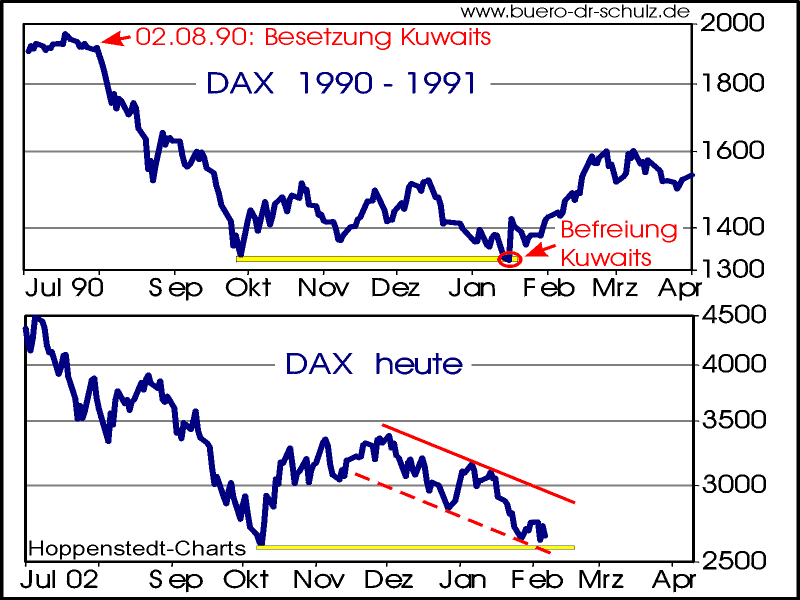 www.buero-dr-schulz.de
2000
02.08.90: Besetzung Kuwaits
DAX 1990 - 1991
1800
1600
1400
Befreiung
Kuwaits
1300
Jul 90 Sep Okt Nov Dez Jan Feb Mrz Apr
4500
DAX heute
4000
3500
3000
Hoppenstedt-Charts
2500
Jul 02 Sep Okt Nov Dez Jan Feb Mrz Apr